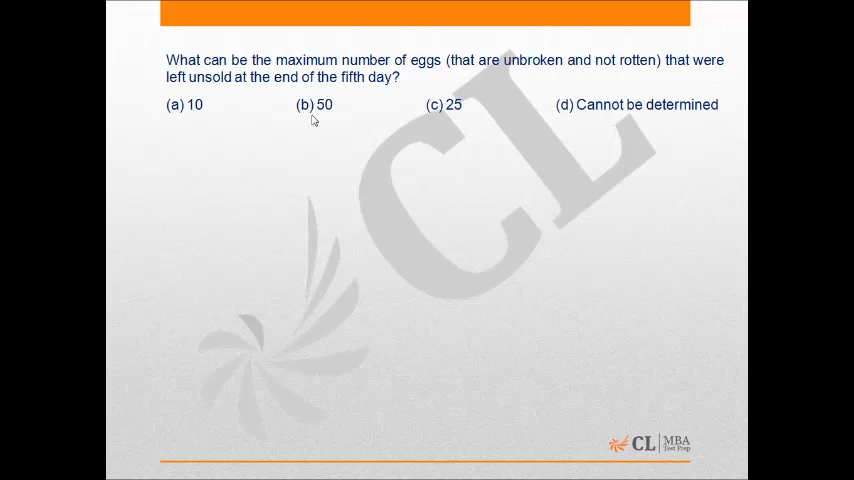 What can be the maximum number of eggs (that are unbroken and not rotten) that were
left unsold at the end of the fifth day?
(a) 10 (b) 50 (c) 25 (d) Cannot be determined
CL
CL MBA
Test Prep